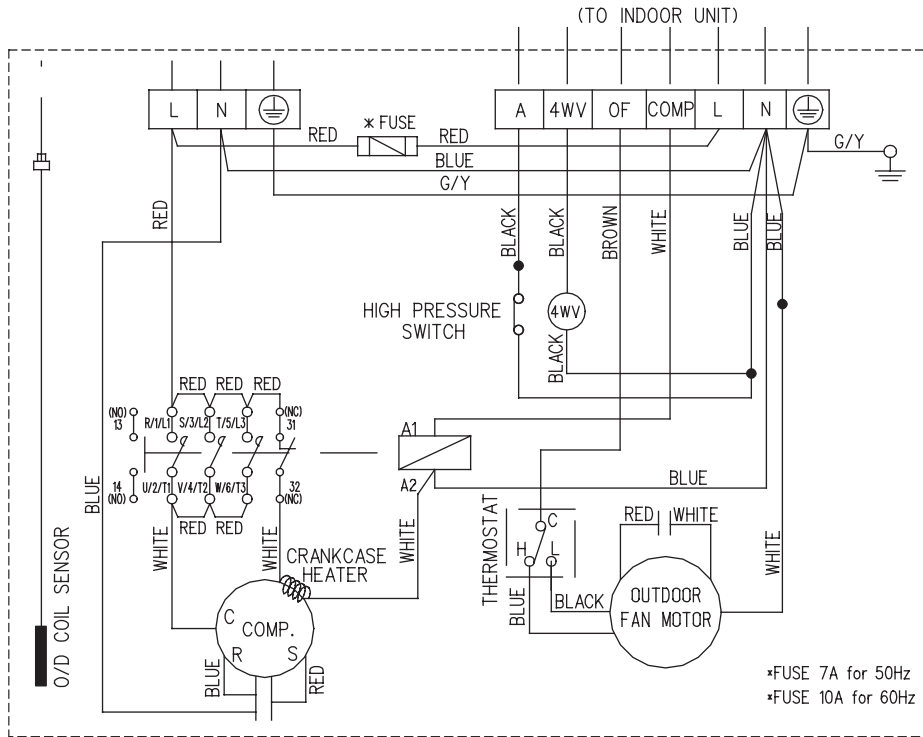 (TO INDOOR UNIT)
L N
A 4WV OF COMP L N
RED
* FUSE
RED
BLUE
G/Y
G/Y
RED
BLACK
BLACK
BROWN
WHITE
BLUE
BLUE
HIGH PRESSURE
SWITCH
4WV
BLACK
RED RED RED
(NO)
13
R/1/L1 S/3/L2 T/5/L3
(NC)
31
A1
A2
14
(NO)
U/2/T1 V/4/T2 W/6/T3
32
(NC)
RED RED
BLUE
BLUE
WHITE
WHITE
WHITE
CRANKCASE
HEATER
THERMOSTAT
C
H L
RED WHITE
WHITE
BLUE
BLACK
OUTDOOR
FAN MOTOR
O/D COIL SENSOR
C
COMP.
R S
BLUE
RED
*FUSE 7A for 50Hz
*FUSE 10A for 60Hz